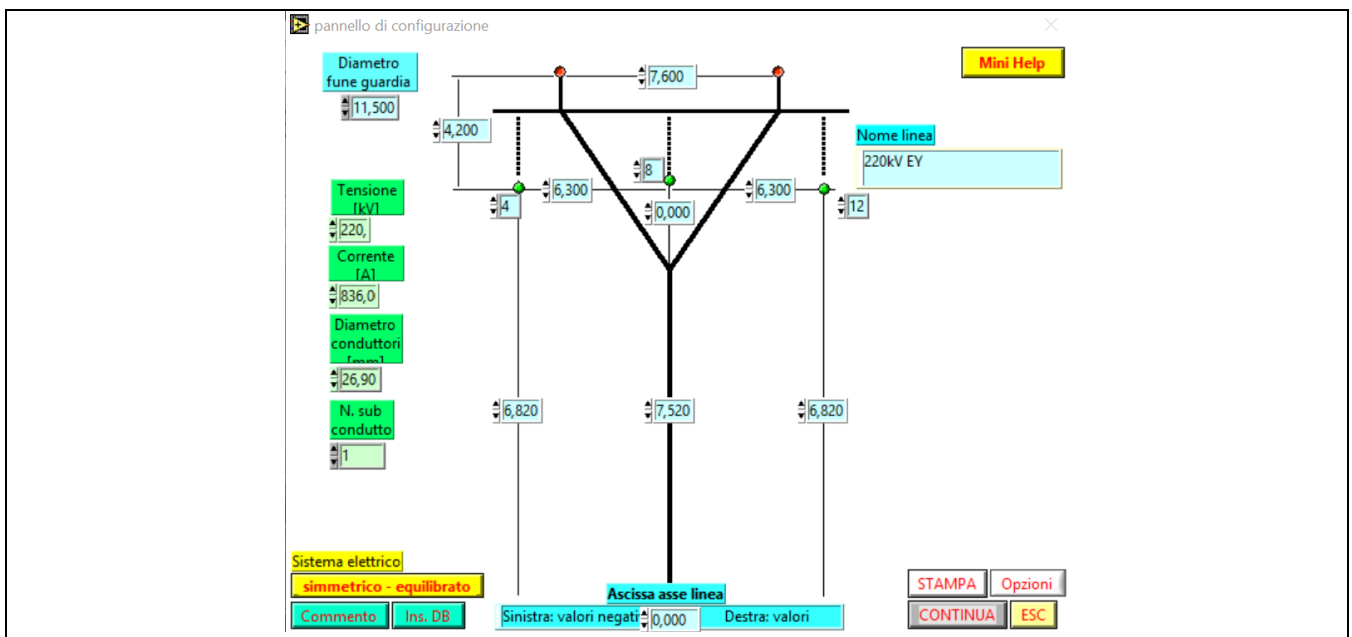 pannello di configurazione
Diametro
fune guardia
11,500
7,600
Mini Help
4,200
Nome linea
220kV EY
8
Tensione
[kV]
220,
4
6,300
0,000
6,300
12
Corrente
[A]
836,0
Diametro
conduttori
[mm]
26,90
N. sub
condutto
1
6,820
7,520
6,820
Sistema elettrico
simmetrico - equilibrato
Commento
Ins. DB
Ascissa asse linea
Sinistra: valori negati
0,000
Destra: valori
STAMPA
Opzioni
CONTINUA
ESC